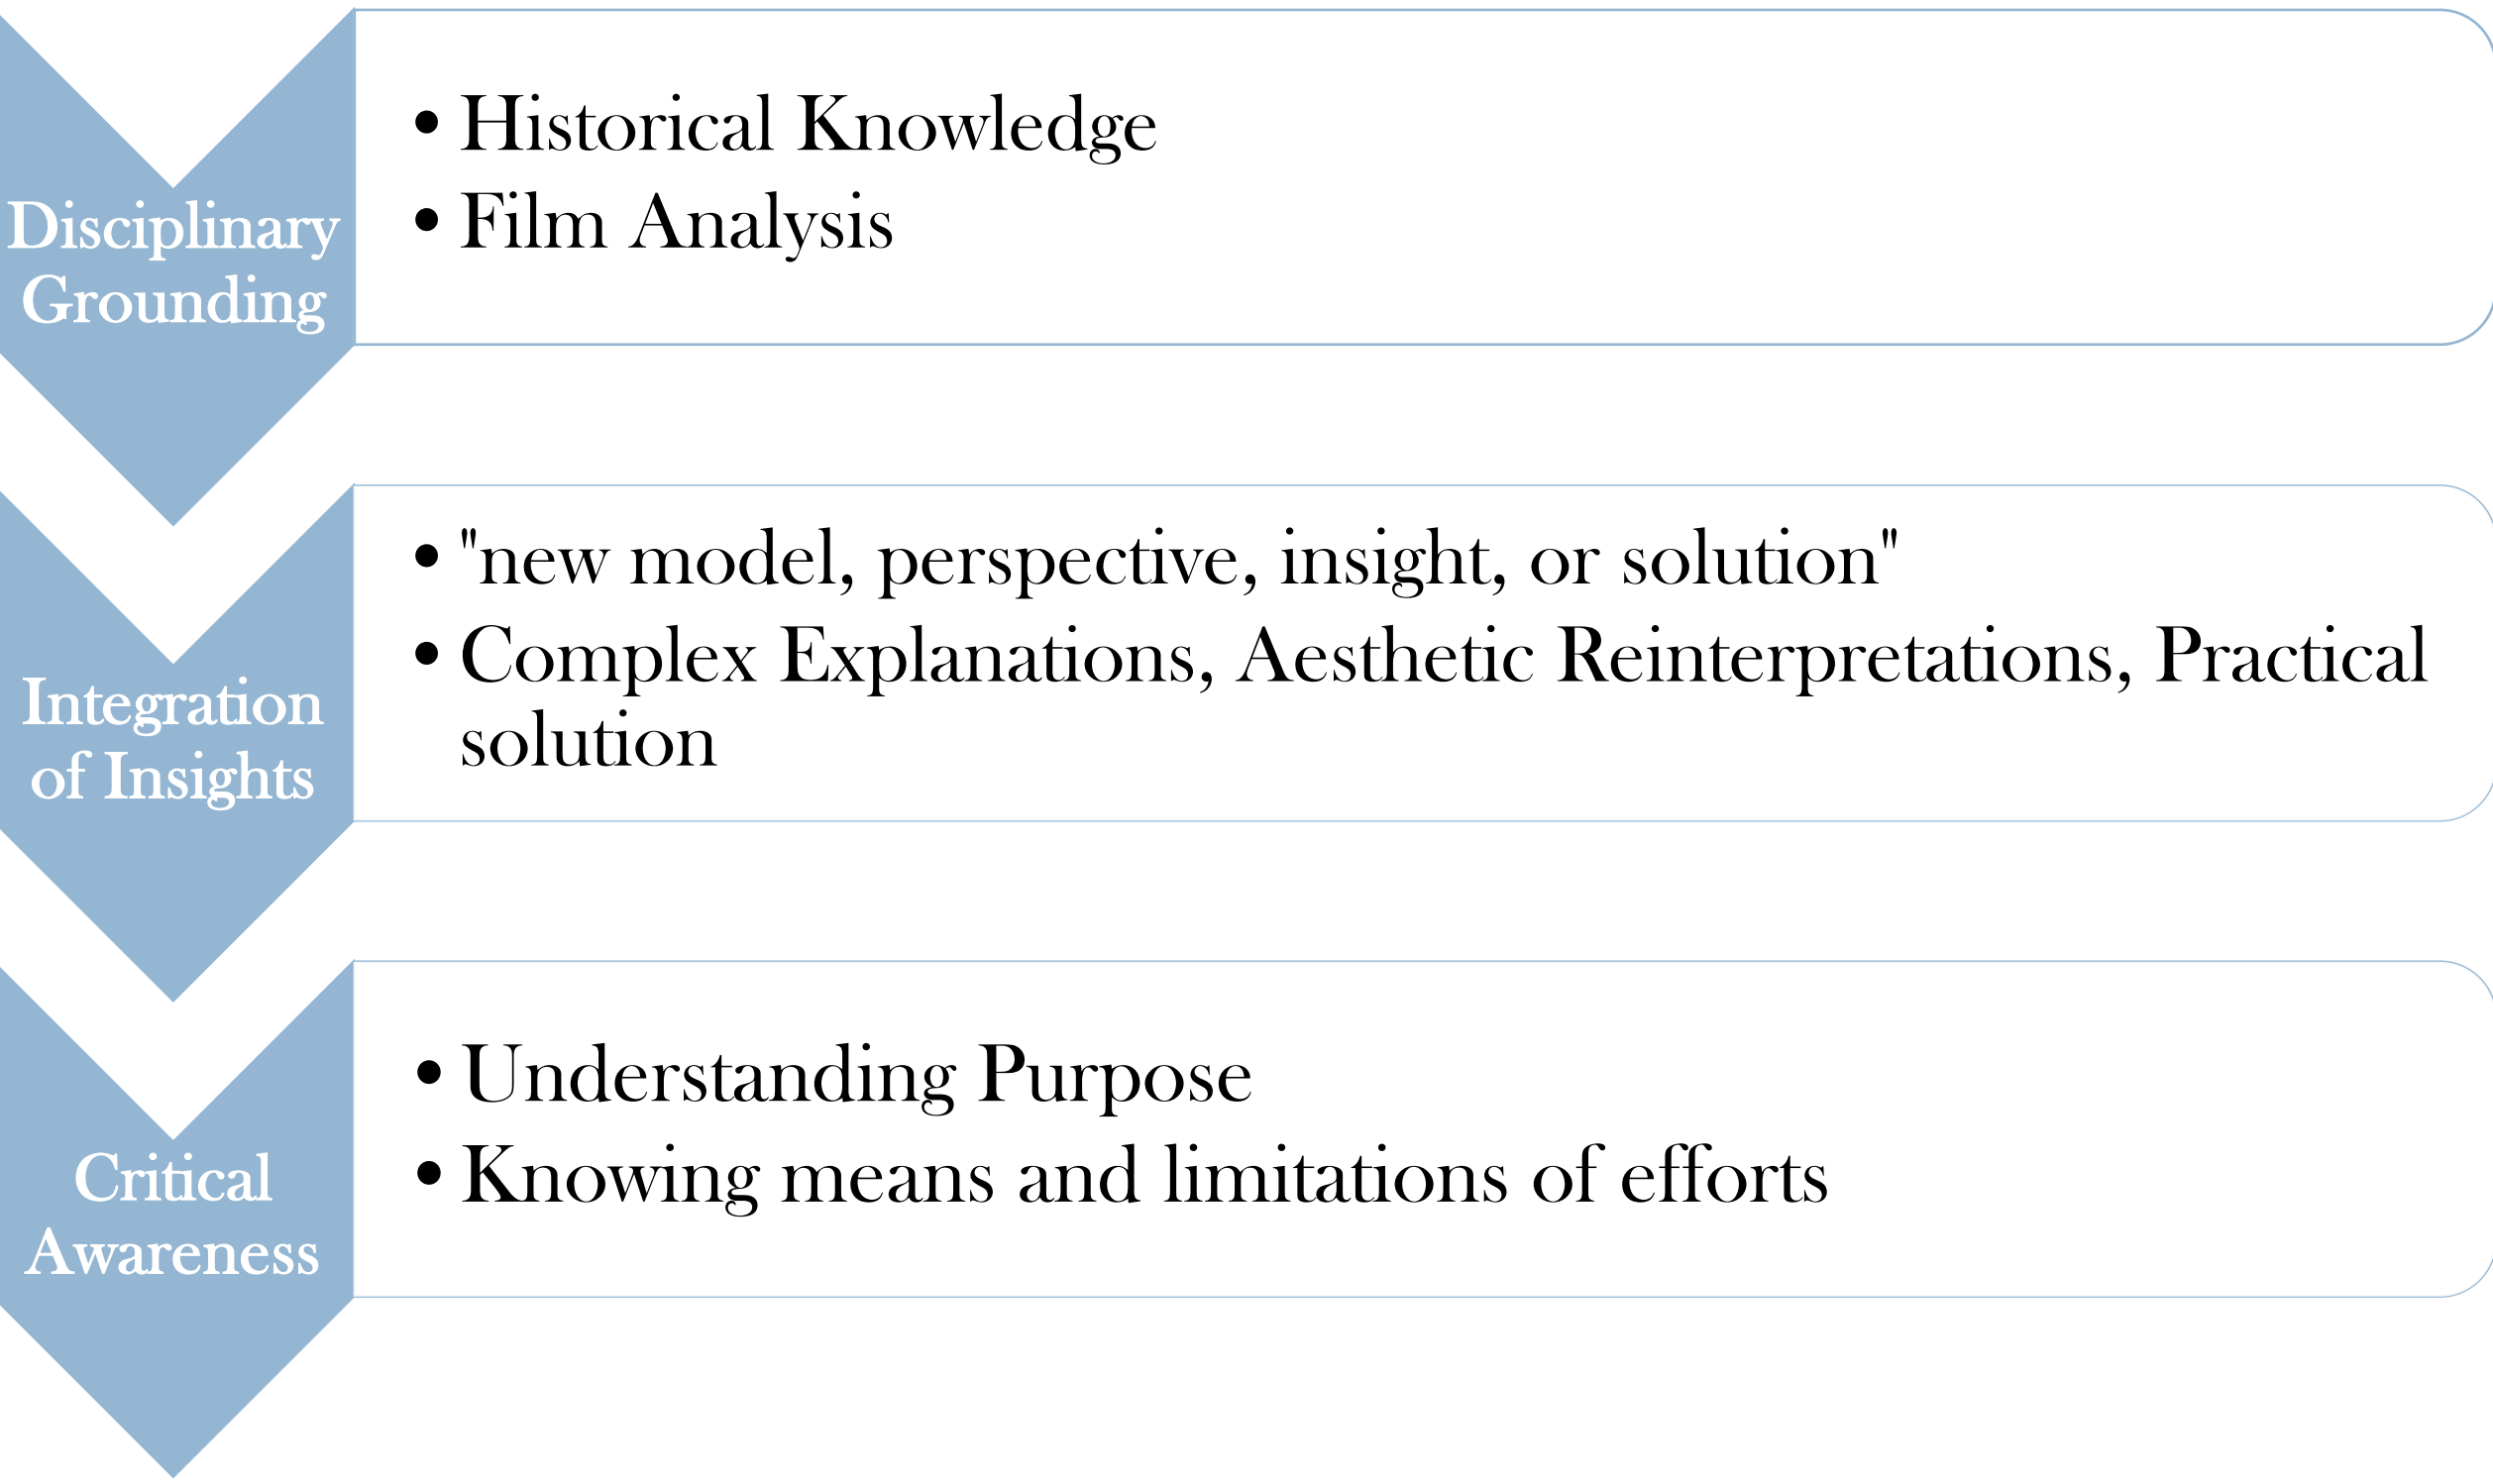 Disciplinary
Grounding
• Historical Knowledge
• Film Analysis
Integration
of Insights
• "new model, perspective, insight, or solution"
• Complex Explanations, Aesthetic Reinterpretations, Practical
solution
Critical
Awareness
• Understanding Purpose
• Knowing means and limitations of efforts